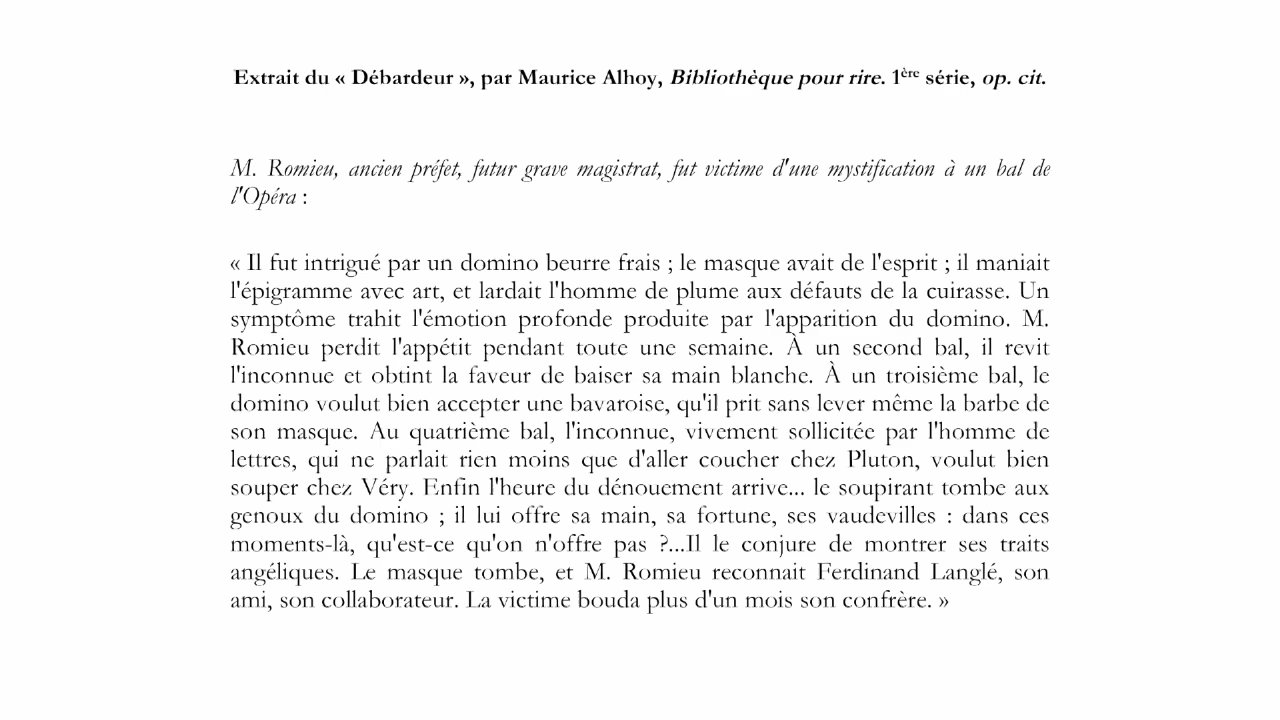 Extrait du « Débardeur », par Maurice Alhoy, Bibliothèque pour rire. 1ère série, op. cit.
M. Romieu, ancien préfet, futur grave magistrat, fut victime d'une mystification à un bal de
l'Opéra :
« Il fut intrigué par un domino beurre frais ; le masque avait de l'esprit ; il maniait
l'épigramme avec art, et lardait l'homme de plume aux défauts de la cuirasse. Un
symptôme trahit l'émotion profonde produite par l'apparition du domino. M.
Romieu perdit l'appétit pendant toute une semaine. À un second bal, il revit
l'inconnue et obtint la faveur de baiser sa main blanche. À un troisième bal, le
domino voulut bien accepter une bavaroise, qu'il prit sans lever même la barbe de
son masque. Au quatrième bal, l'inconnue, vivement sollicitée par l'homme de
lettres, qui ne parlait rien moins que d'aller coucher chez Pluton, voulut bien
souper chez Véry. Enfin l'heure du dénouement arrive... le soupirant tombe aux
genoux du domino ; il lui offre sa main, sa fortune, ses vaudevilles : dans ces
moments-là, qu'est-ce qu'on n'offre pas ?...Il le conjure de montrer ses traits
angéliques. Le masque tombe, et M. Romieu reconnait Ferdinand Langlé, son
ami, son collaborateur. La victime bouda plus d'un mois son confrère. »